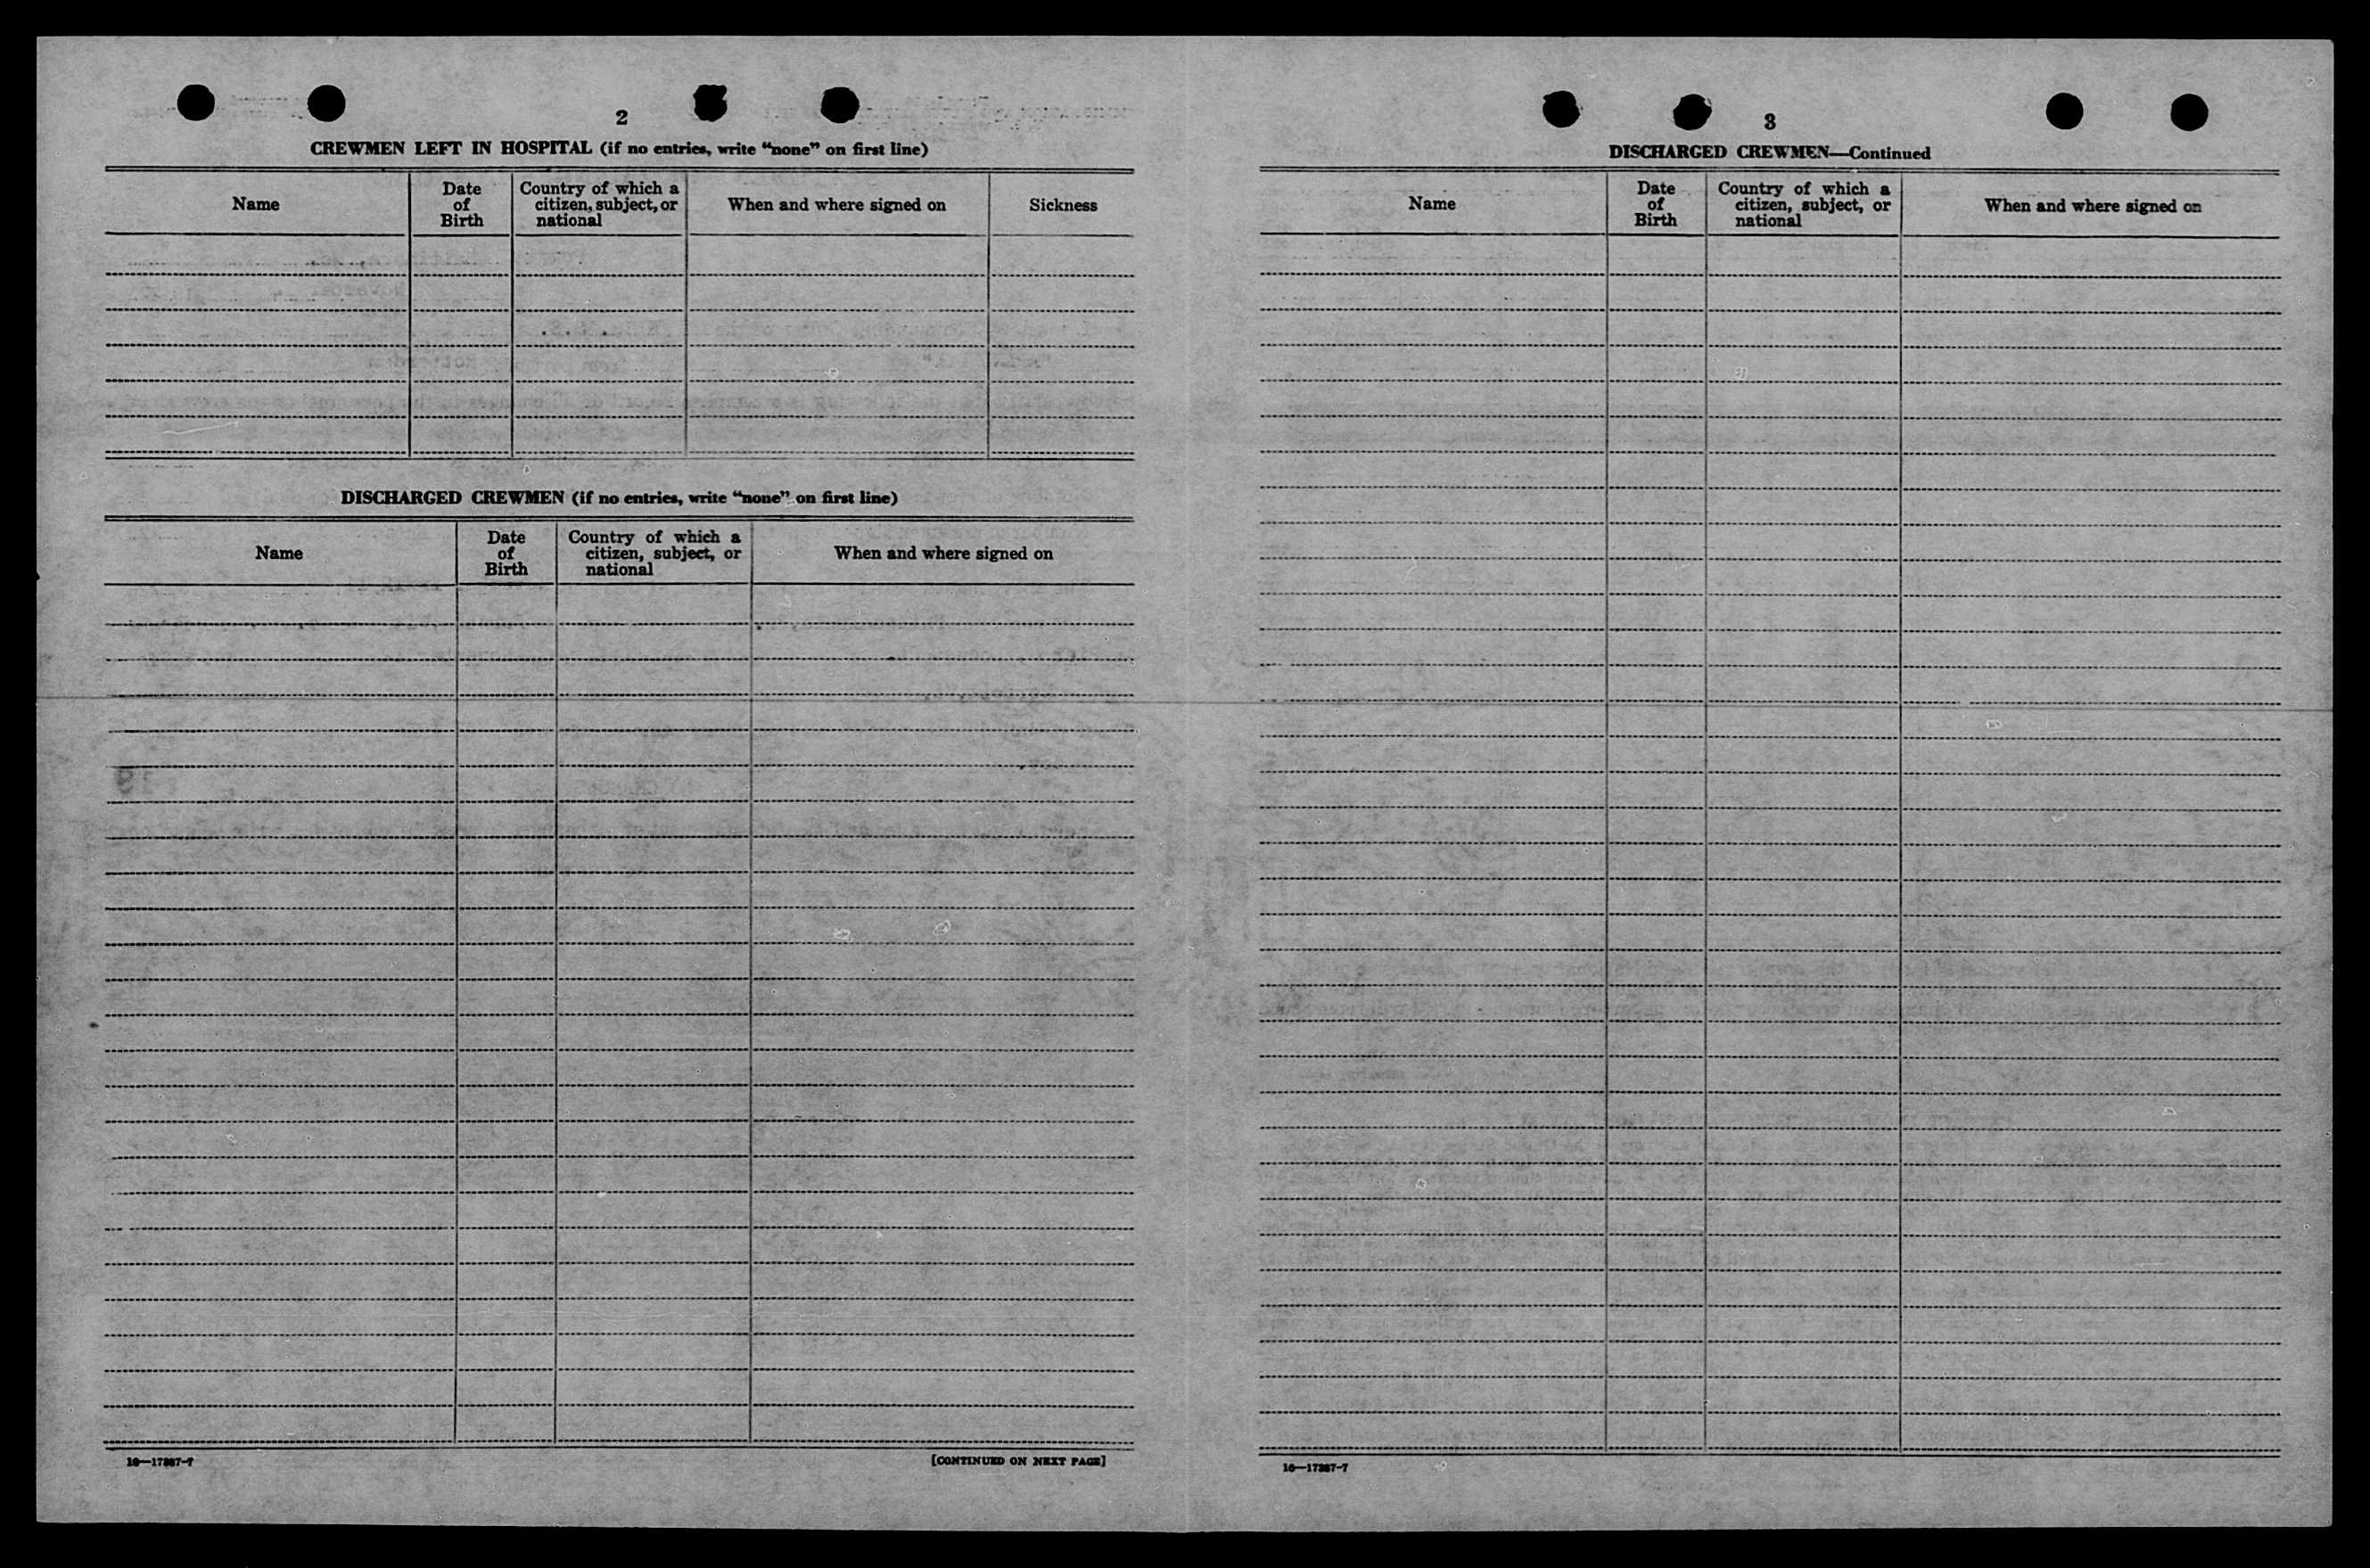 2
CREWMEN LEFT IN HOSPITAL (if no entries, write “none” on first line)
Name
Date of Birth
Country of which a citizen, subject, or national
When and where signed on
Sickness
DISCHARGED CREWMEN (if no entries, write “none” on first line)
Name
Date of Birth
Country of which a citizen, subject, or national
When and where signed on
16—17387-7
[CONTINUED ON NEXT PAGE]
3
DISCHARGED CREWMEN—Continued
Name
Date of Birth
Country of which a citizen, subject, or national
When and where signed on
16—17387-7